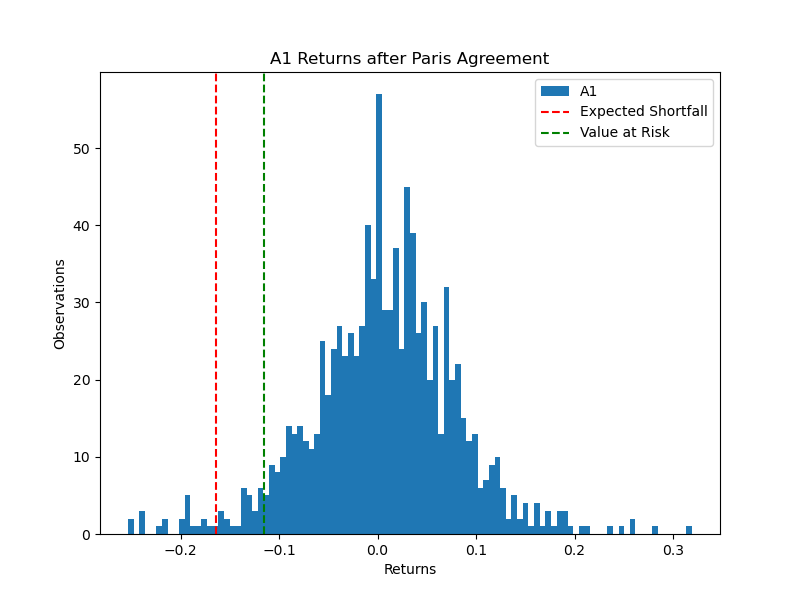 A1 Returns after Paris Agreement
A1
Expected Shortfall
Value at Risk
Observations
50
40
30
20
10
0
−0.2
−0.1
0.0
0.1
0.2
0.3
Returns